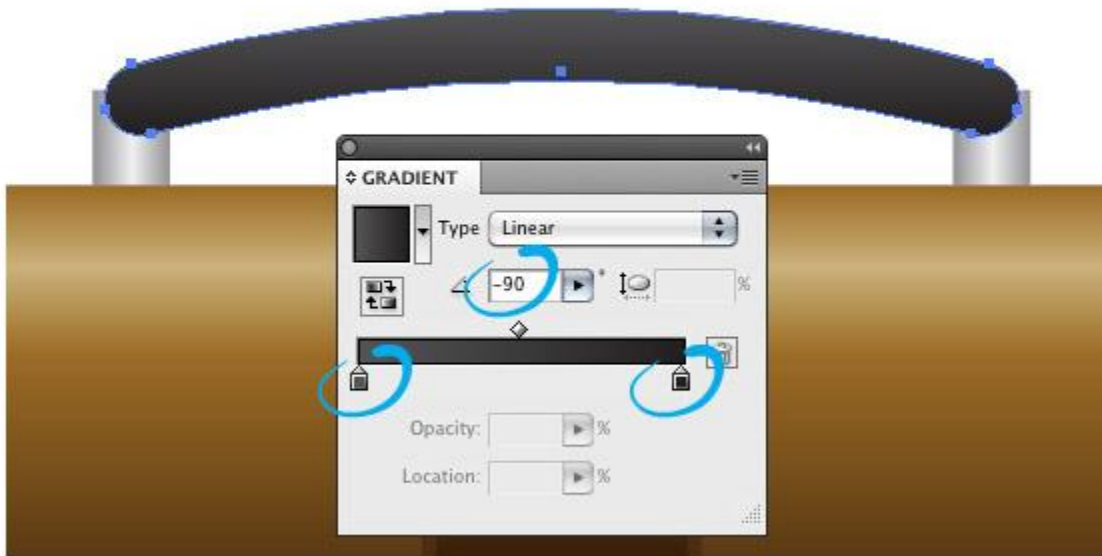 GRADIENT
Type Linear
-90 ° %
Opacity: %
Location: %